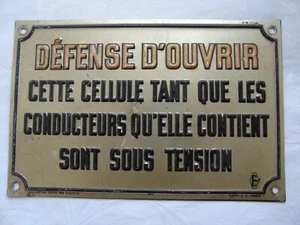 DÉFENSE D'OUVRIR
CETTE CELLULE TANT QUE LES
CONDUCTEURS QU'ELLE CONTIENT
SONT SOUS TENSION